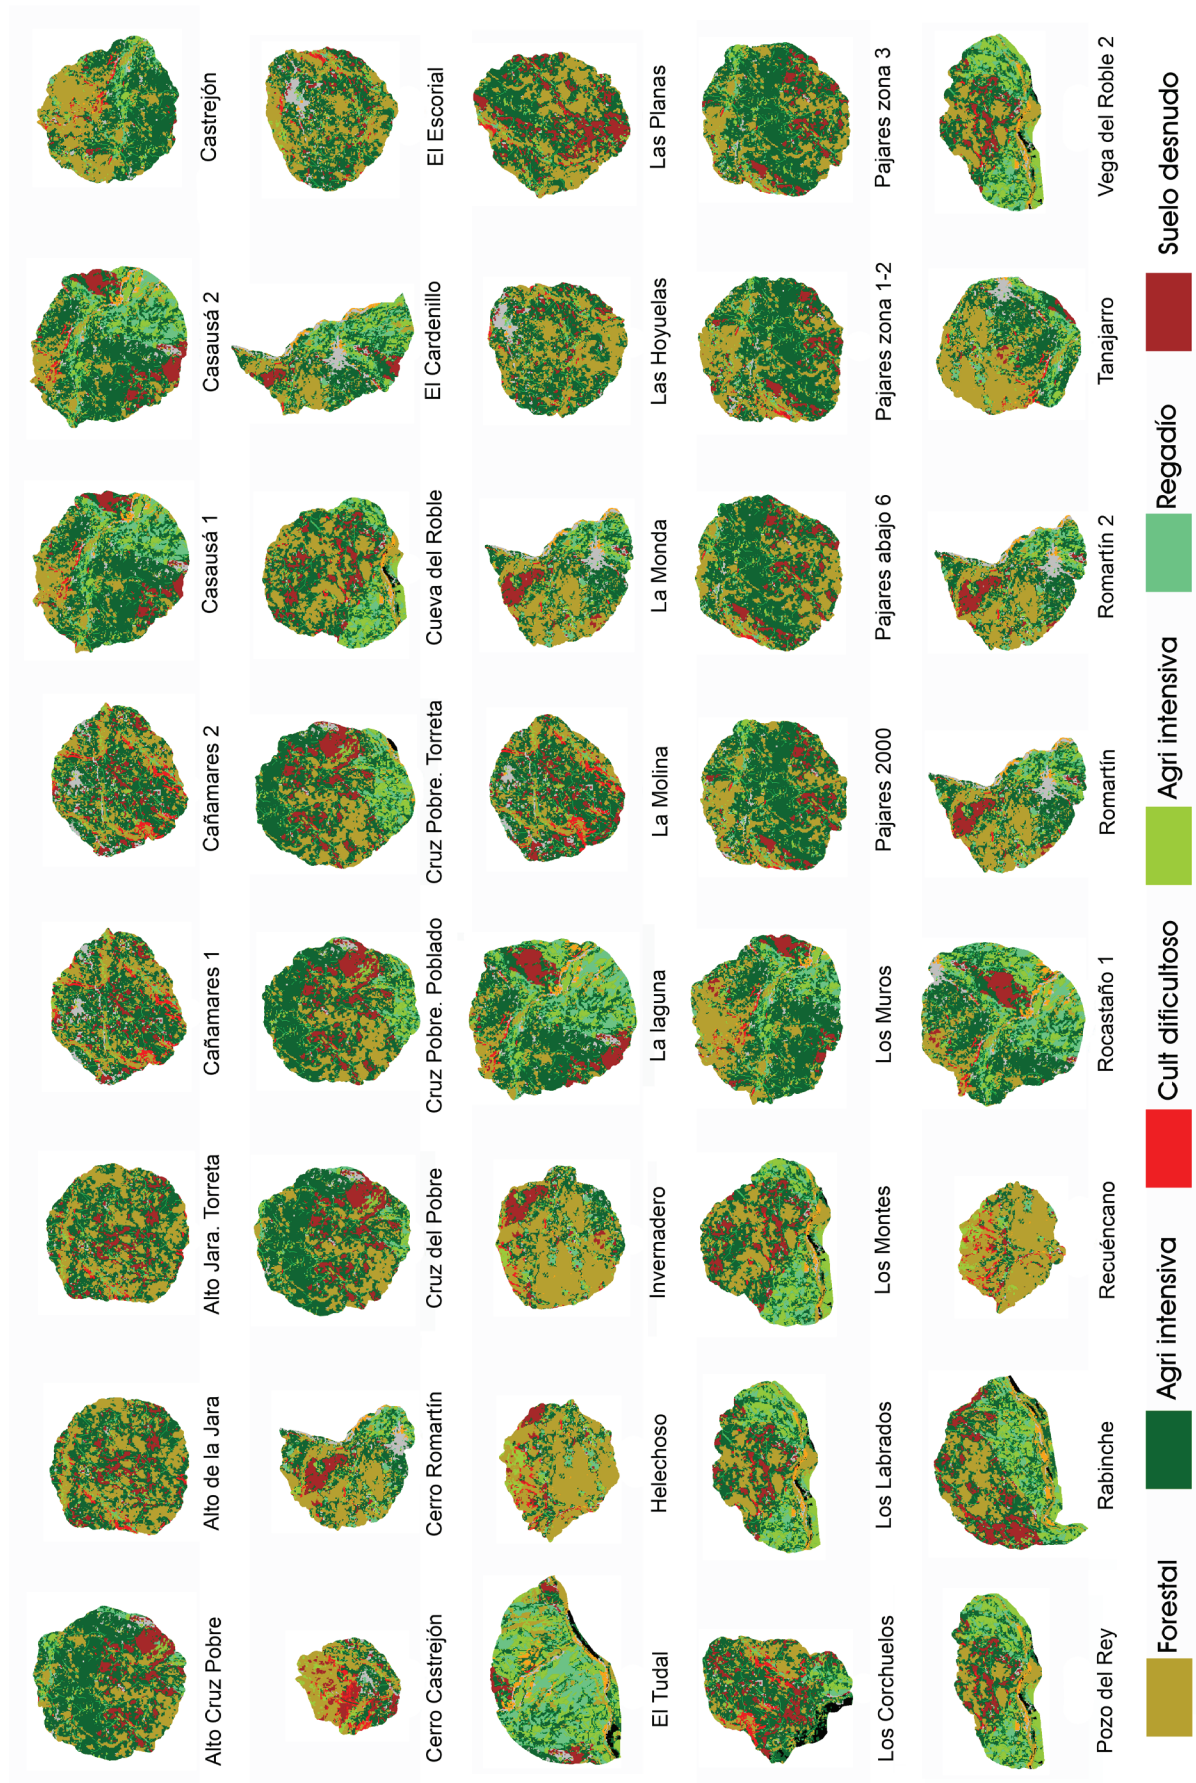 Alto Cruz Pobre
Alto de la Jara
Alto Jara. Torreta
Cañamares 1
Cañamares 2
Casausá 1
Casausá 2
Castrejón
Cerro Castrejón
Cerro Romartín
Cruz del Pobre
Cruz Pobre. Poblado
Cruz Pobre. Torreta
Cueva del Roble
El Cardenillo
El Escorial
El Tudal
Helechoso
Invernadero
La laguna
La Molina
La Monda
Las Hoyuelas
Las Planas
Los Corchuelos
Los Labrados
Los Montes
Los Muros
Pajares 2000
Pajares abajo 6
Pajares zona 1-2
Pajares zona 3
Pozo del Rey
Rabinche
Recuéncano
Rocastaño 1
Romartín
Romartín 2
Tanajarro
Vega del Roble 2
Forestal
Agri intensiva
Cult dificultoso
Agri intensiva
Regadío
Suelo desnudo